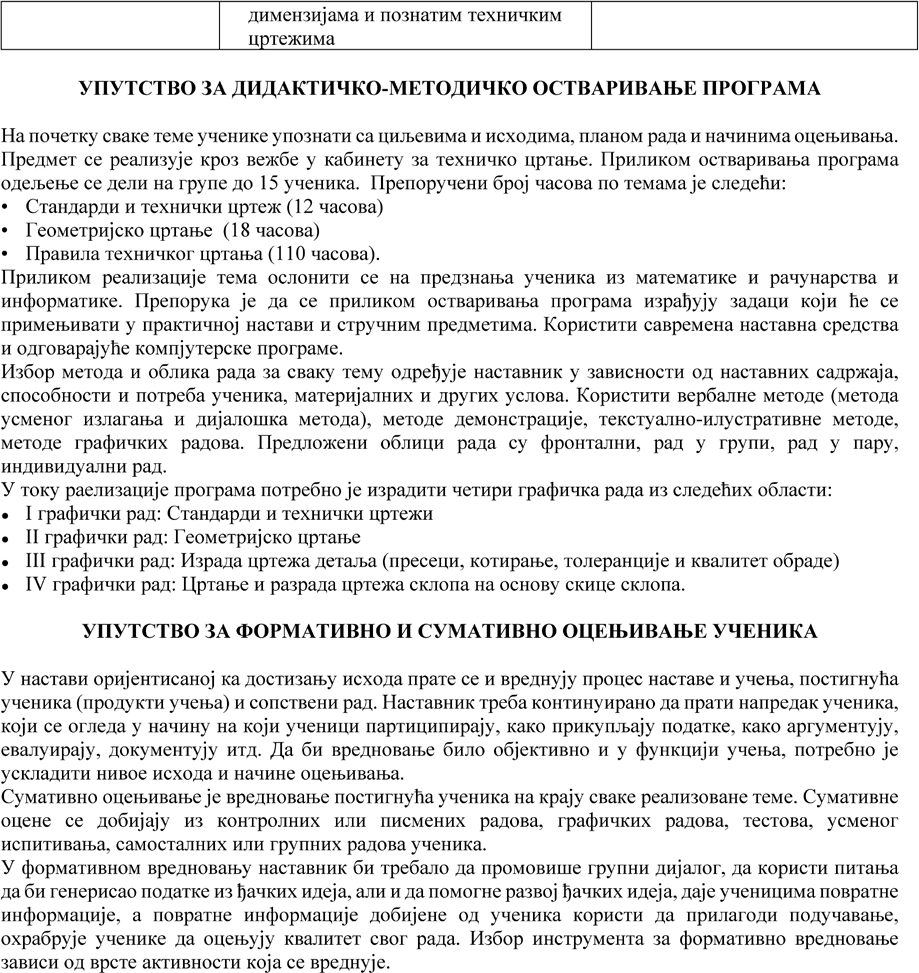 димензијама и познатим техничким
цртежима
УПУТСТВО ЗА ДИДАКТИЧКО-МЕТОДИЧКО ОСТВАРИВАЊЕ ПРОГРАМА
На почетку сваке теме ученике упознати са циљевима и исходима, планом рада и начинима оцењивања.
Предмет се реализује кроз вежбе у кабинету за техничко цртање. Приликом остваривања програма
одељење се дели на групе до 15 ученика. Препоручени број часова по темама је следећи:
• Стандарди и технички цртеж (12 часова)
• Геометријско цртање (18 часова)
• Правила техничког цртања (110 часова).
Приликом реализације тема ослонити се на предзнања ученика из математике и рачунарства и
информатике. Препорука је да се приликом остваривања програма израђују задаци који ће се
примењивати у практичној настави и стручним предметима. Користити савремена наставна средства
и одговарајуће компјутерске програме.
Избор метода и облика рада за сваку тему одређује наставник у зависности од наставних садржаја,
способности и потреба ученика, материјалних и других услова. Користити вербалне методе (метода
усменог излагања и дијалошка метода), методе демонстрације, текстуално-илустративне методе,
методе графичких радова. Предложени облици рада су фронтални, рад у групи, рад у пару,
индивидуални рад.
У току раелизације програма потребно је израдити четири графичка рада из следећих области:
• I графички рад: Стандарди и технички цртежи
• II графички рад: Геометријско цртање
• III графички рад: Израда цртежа детаља (пресеци, котирање, толеранције и квалитет обраде)
• IV графички рад: Цртање и разрада цртежа склопа на основу скице склопа.
УПУТСТВО ЗА ФОРМАТИВНО И СУМАТИВНО ОЦЕЊИВАЊЕ УЧЕНИКА
У настави оријентисаној ка достизању исхода прате се и вреднују процес наставе и учења, постигнућа
ученика (продукти учења) и сопствени рад. Наставник треба континуирано да прати напредак ученика,
који се огледа у начину на који ученици партиципирају, како прикупљају податке, како аргументују,
евалуирају, документују итд. Да би вредновање било објективно и у функцији учења, потребно је
ускладити нивое исхода и начине оцењивања.
Сумативно оцењивање је вредновање постигнућа ученика на крају сваке реализоване теме. Сумативне
оцене се добијају из контролних или писмених радова, графичких радова, тестова, усменог
испитивања, самосталних или групних радова ученика.
У формативном вредновању наставник би требало да промовише групни дијалог, да користи питања
да би генерисао податке из ђачких идеја, али и да помогне развој ђачких идеја, даје ученицима повратне
информације, а повратне информације добијене од ученика користи да прилагоди подучавање,
охрабрује ученике да оцењују квалитет свог рада. Избор инструмента за формативно вредновање
зависи од врсте активности која се вреднује.